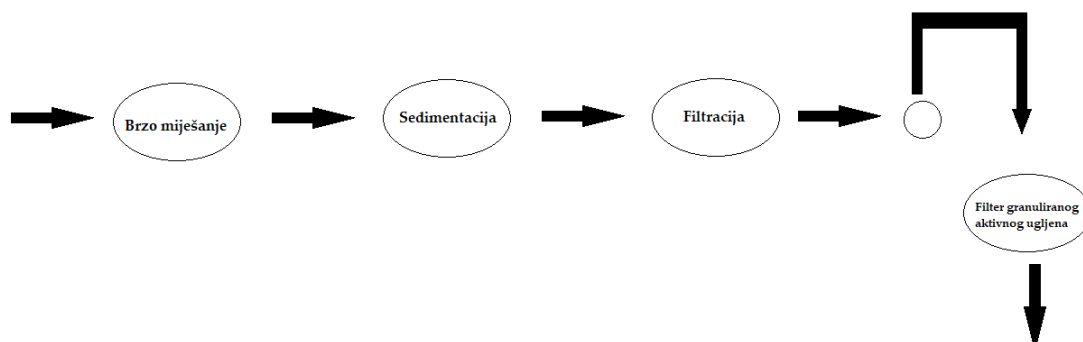 Brzo miješanje
Sedimentacija
Filtracija
Filter granuliranog
aktivnog ugljena